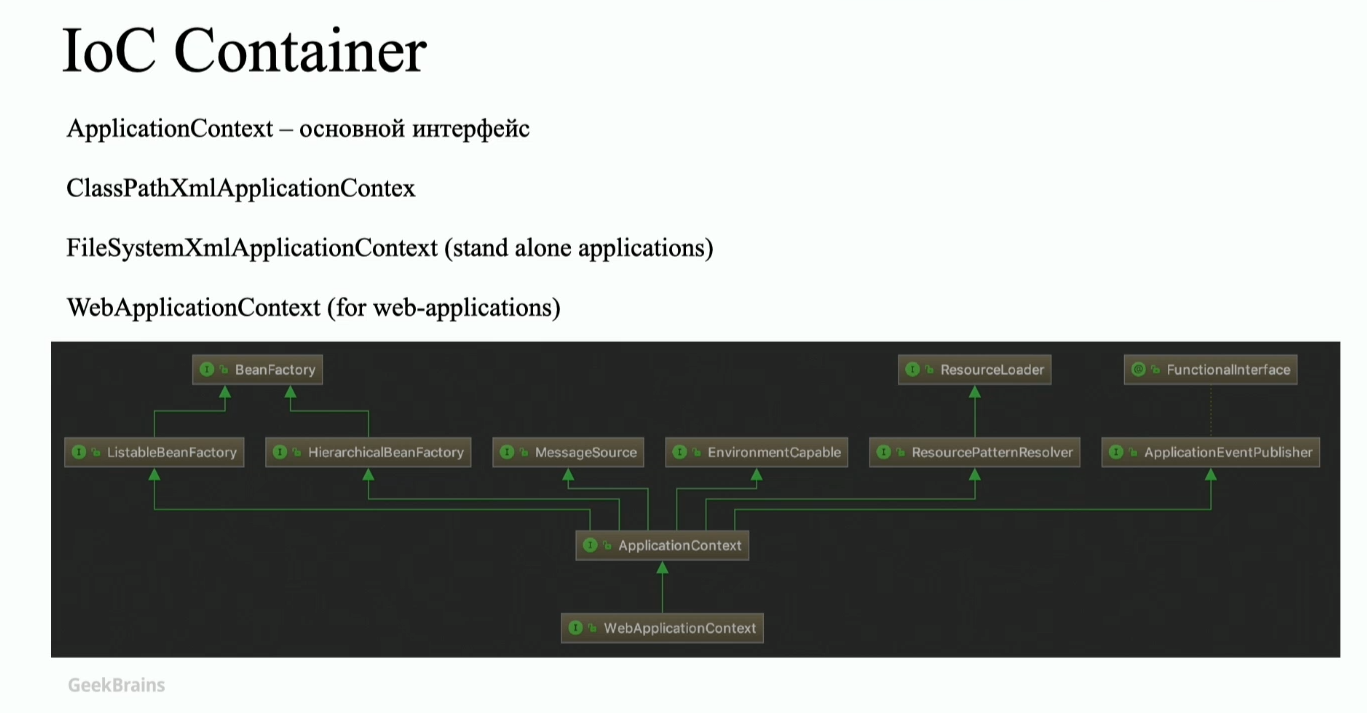 IoC Container
ApplicationContext – основной интерфейс
ClassPathXmlApplicationContex
FileSystemXmlApplicationContext (stand alone applications)
WebApplicationContext (for web-applications)
BeanFactory
ResourceLoader
FunctionalInterface
ListableBeanFactory
HierarchicalBeanFactory
MessageSource
EnvironmentCapable
ResourcePatternResolver
ApplicationEventPublisher
ApplicationContext
WebApplicationContext
GeekBrains